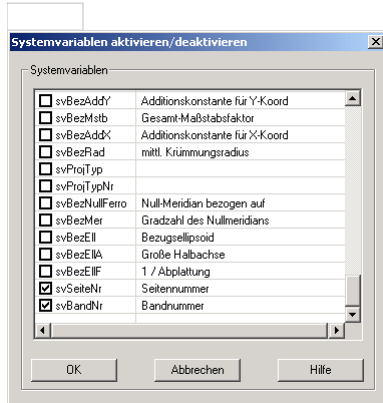 Systemvariablen aktivieren/deaktivieren
Systemvariablen
svBezAddY Additionskonstante für Y-Koord
svBezMstb Gesamt-Maßstabsfaktor
svBezAddX Additionskonstante für X-Koord
svBezRad mittl. Krümmungsradius
svProjTyp
svProjTypNr
svBezNullFerro Null-Meridian bezogen auf
svBezMer Gradzahl des Nullmeridians
svBezEll Bezugsellipsoid
svBezEllA Große Halbachse
svBezEllF 1 / Abplattung
svSeiteNr Seitennummer
svBandNr Bandnummer
OK Abbrechen Hilfe